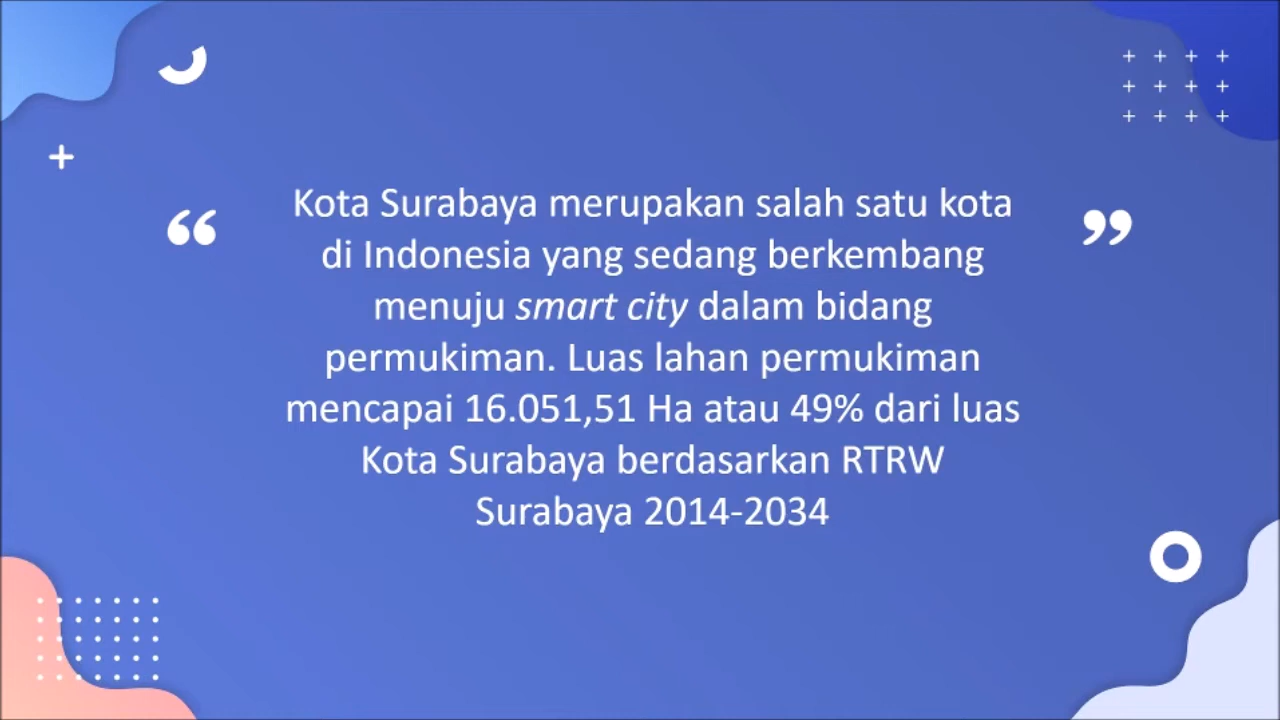 Kota Surabaya merupakan salah satu kota
di Indonesia yang sedang berkembang
menuju smart city dalam bidang
permukiman. Luas lahan permukiman
mencapai 16.051,51 Ha atau 49% dari luas
Kota Surabaya berdasarkan RTRW
Surabaya 2014-2034